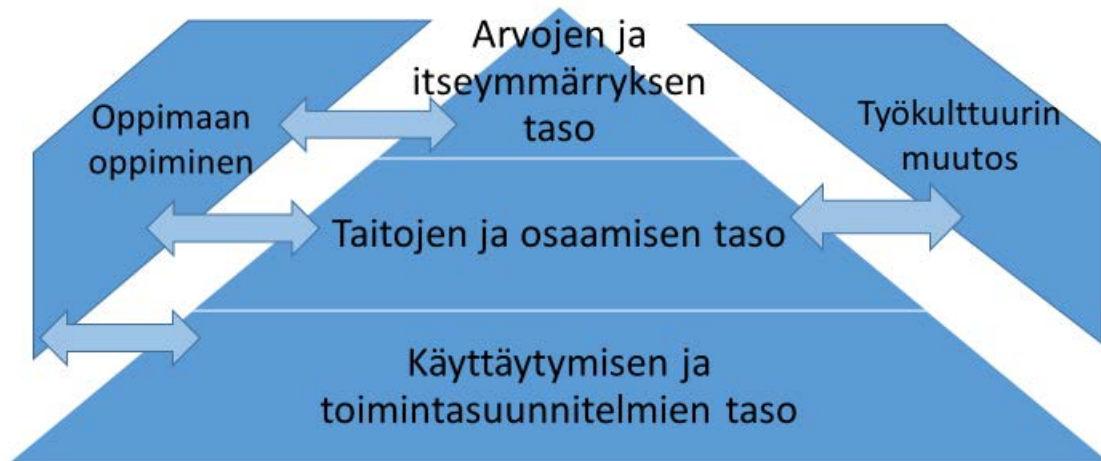 Arvojen ja
itseymmärryksen
taso
Oppimaan
oppiminen
Työkulttuurin
muutos
Taitojen ja osaamisen taso
Käyttäytymisen ja
toimintasuunnitelmien taso